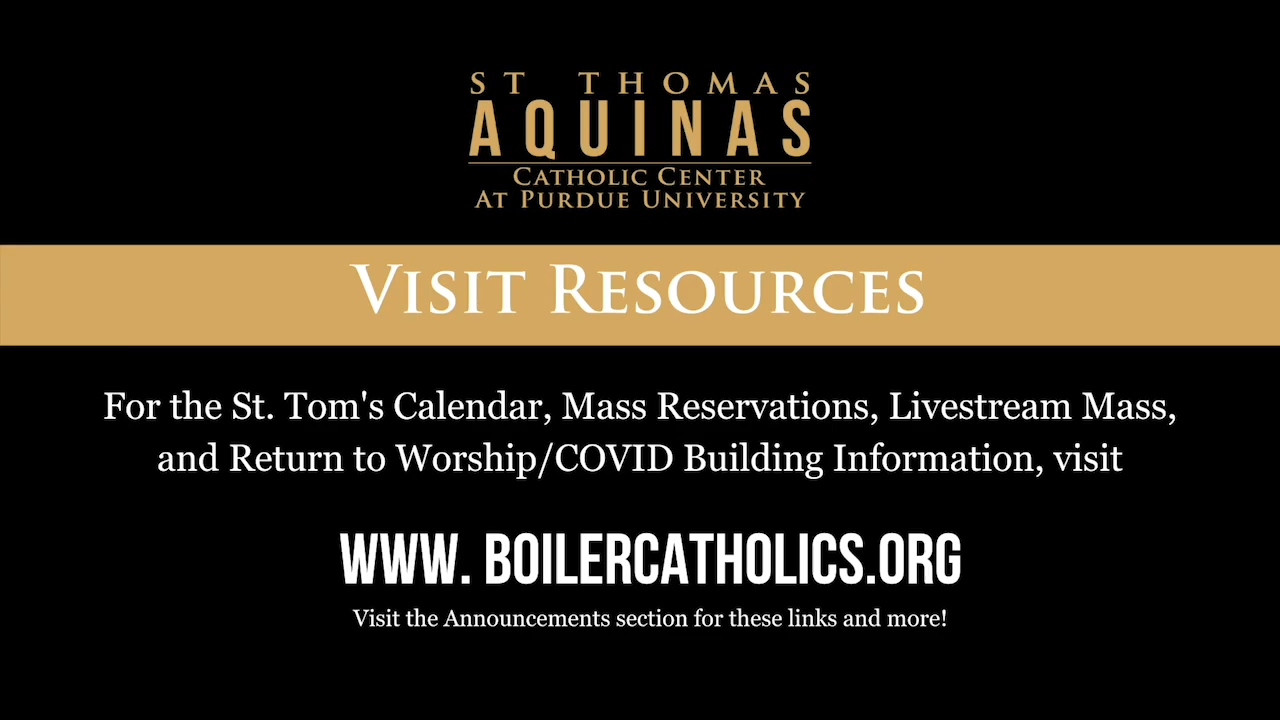 ST THOMAS
AQUINAS
CATHOLIC CENTER
AT PURDUE UNIVERSITY
VISIT RESOURCES
For the St. Tom's Calendar, Mass Reservations, Livestream Mass,
and Return to Worship/COVID Building Information, visit
WWW. BOILERCATHOLICS.ORG
Visit the Announcements section for these links and more!